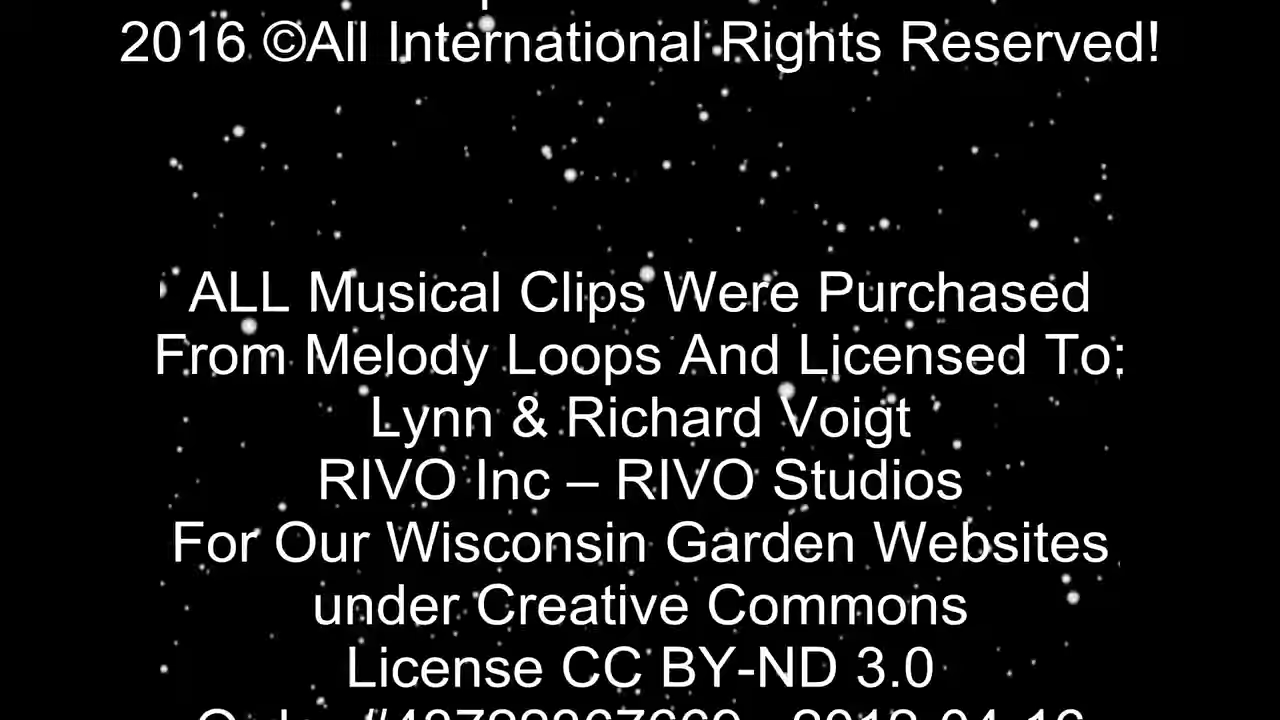 2016 ©All International Rights Reserved!
ALL Musical Clips Were Purchased
From Melody Loops And Licensed To:
Lynn & Richard Voigt
RIVO Inc – RIVO Studios
For Our Wisconsin Garden Websites
under Creative Commons
License CC BY-ND 3.0